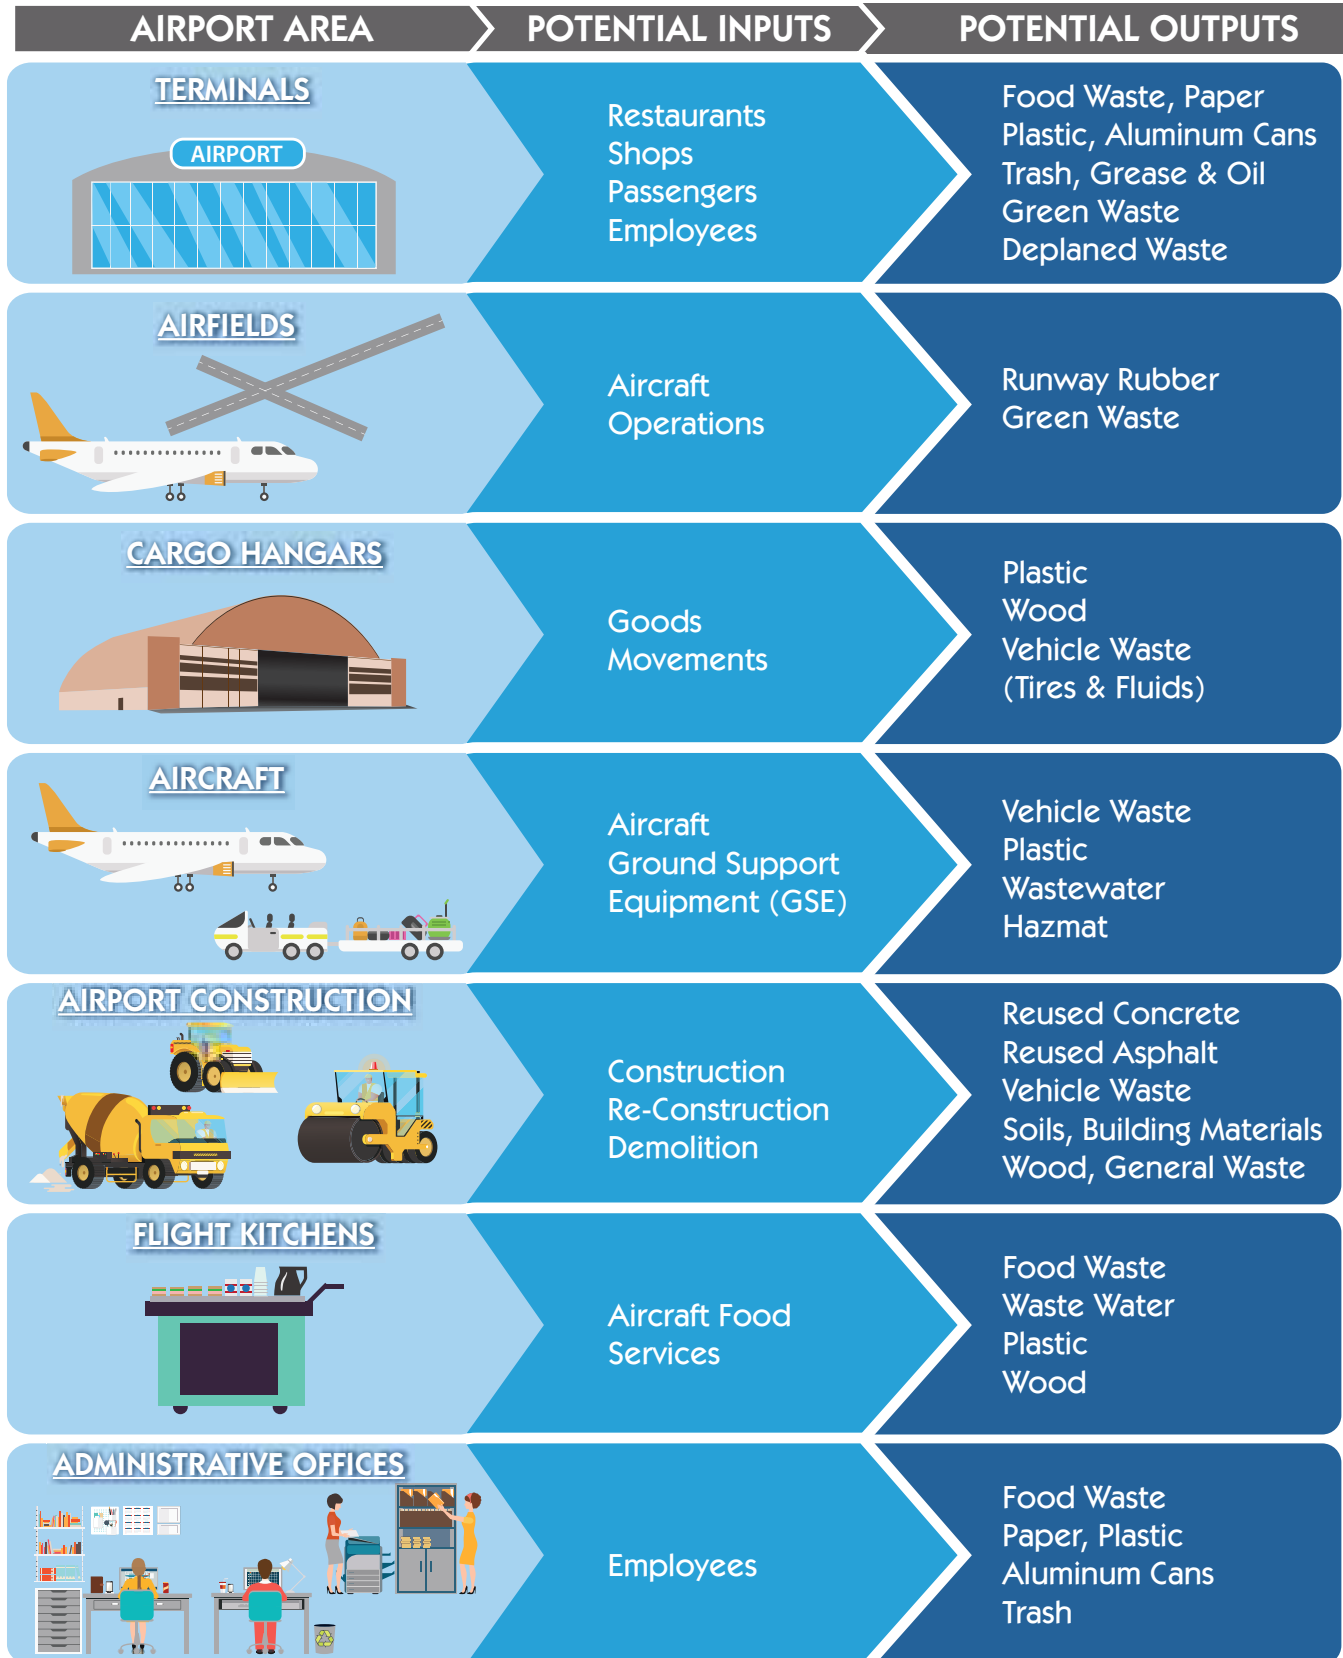 AIRPORT AREA
POTENTIAL INPUTS
POTENTIAL OUTPUTS
TERMINALS
AIRPORT
Restaurants
Shops
Passengers
Employees
Food Waste, Paper
Plastic, Aluminum Cans
Trash, Grease & Oil
Green Waste
Deplaned Waste
AIRFIELDS
Aircraft
Operations
Runway Rubber
Green Waste
CARGO HANGARS
Goods
Movements
Plastic
Wood
Vehicle Waste
(Tires & Fluids)
AIRCRAFT
Aircraft
Ground Support
Equipment (GSE)
Vehicle Waste
Plastic
Wastewater
Hazmat
AIRPORT CONSTRUCTION
Construction
Re-Construction
Demolition
Reused Concrete
Reused Asphalt
Vehicle Waste
Soils, Building Materials
Wood, General Waste
FLIGHT KITCHENS
Aircraft Food
Services
Food Waste
Waste Water
Plastic
Wood
ADMINISTRATIVE OFFICES
Employees
Food Waste
Paper, Plastic
Aluminum Cans
Trash